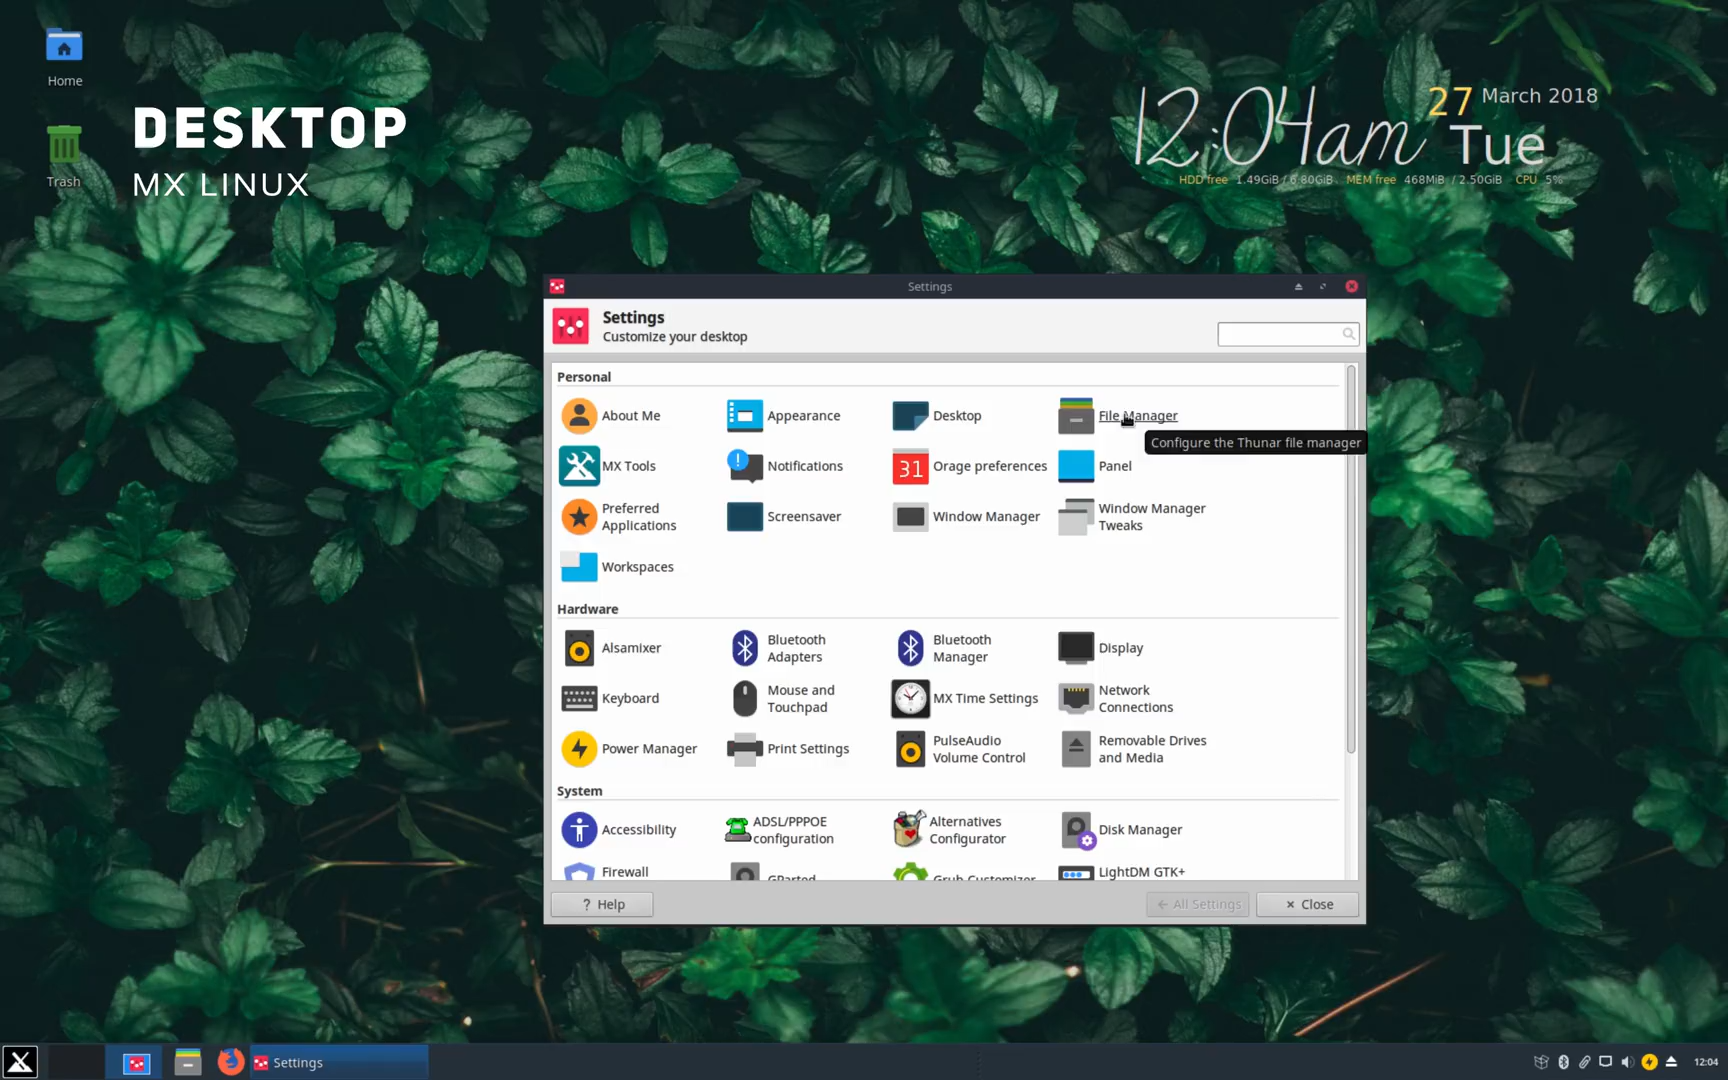 Home
Trash
DESKTOP
MX LINUX
12:04am 27 March 2018
Tue
HDD free 1.49GiB / 6.80GiB MEM free 468MiB / 2.50GiB CPU 5%
Settings
Settings
Customize your desktop
Personal
About Me
Appearance
Desktop
File Manager
Configure the Thunar file manager
MX Tools
Notifications
31
Orage preferences
Panel
Preferred
Applications
Screensaver
Window Manager
Window Manager
Tweaks
Workspaces
Hardware
Alsamixer
Bluetooth
Adapters
Bluetooth
Manager
Display
Keyboard
Mouse and
Touchpad
MX Time Settings
Network
Connections
Power Manager
Print Settings
PulseAudio
Volume Control
Removable Drives
and Media
System
Accessibility
ADSL/PPPOE
configuration
Alternatives
Configurator
Disk Manager
Firewall
GParted
Grub Customizer
LightDM GTK+
? Help
All Settings
Close
Settings
12:04